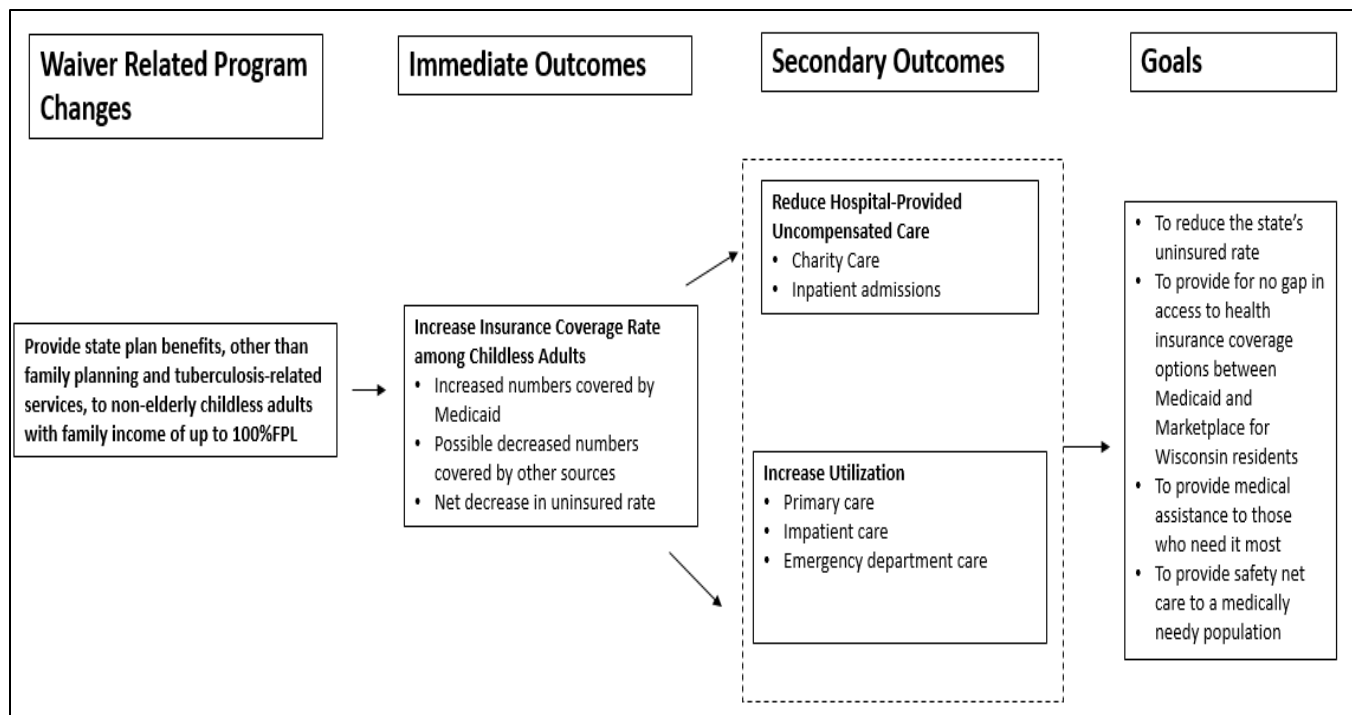 Waiver Related Program
Changes
Immediate Outcomes
Secondary Outcomes
Goals
Provide state plan benefits, other than
family planning and tuberculosis-related
services, to non-elderly childless adults
with family income of up to 100%FPL
Increase Insurance Coverage Rate
among Childless Adults
• Increased numbers covered by
Medicaid
• Possible decreased numbers
covered by other sources
• Net decrease in uninsured rate
Reduce Hospital-Provided
Uncompensated Care
• Charity Care
• Inpatient admissions
Increase Utilization
• Primary care
• Impatient care
• Emergency department care
• To reduce the state's
uninsured rate
• To provide for no gap in
access to health
insurance coverage
options between
Medicaid and
Marketplace for
Wisconsin residents
• To provide medical
assistance to those
who need it most
• To provide safety net
care to a medically
needy population